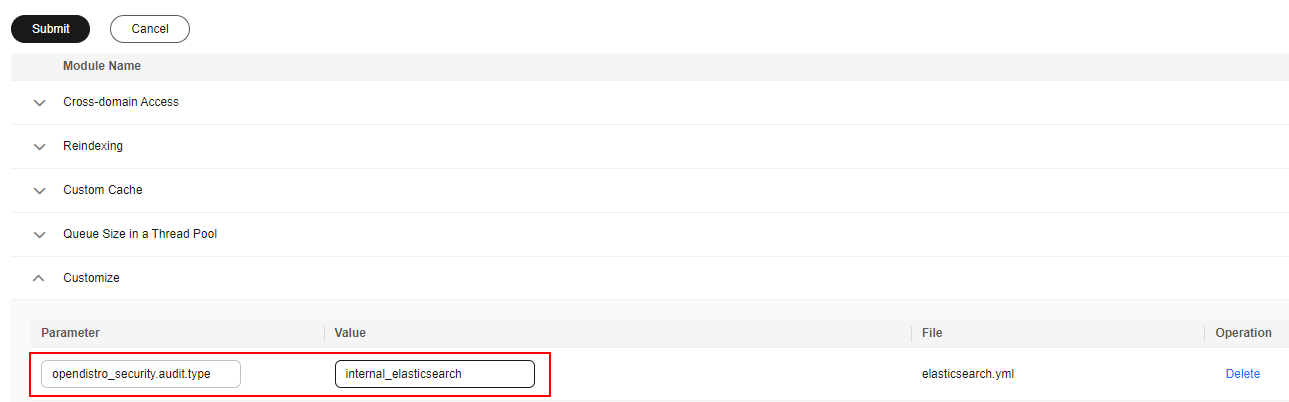 Submit Cancel
Module Name
Cross-domain Access
Reindexing
Custom Cache
Queue Size in a Thread Pool
Customize
Parameter Value File Operation
opendistro_security.audit.type internal_elasticsearch elasticsearch.yml Delete